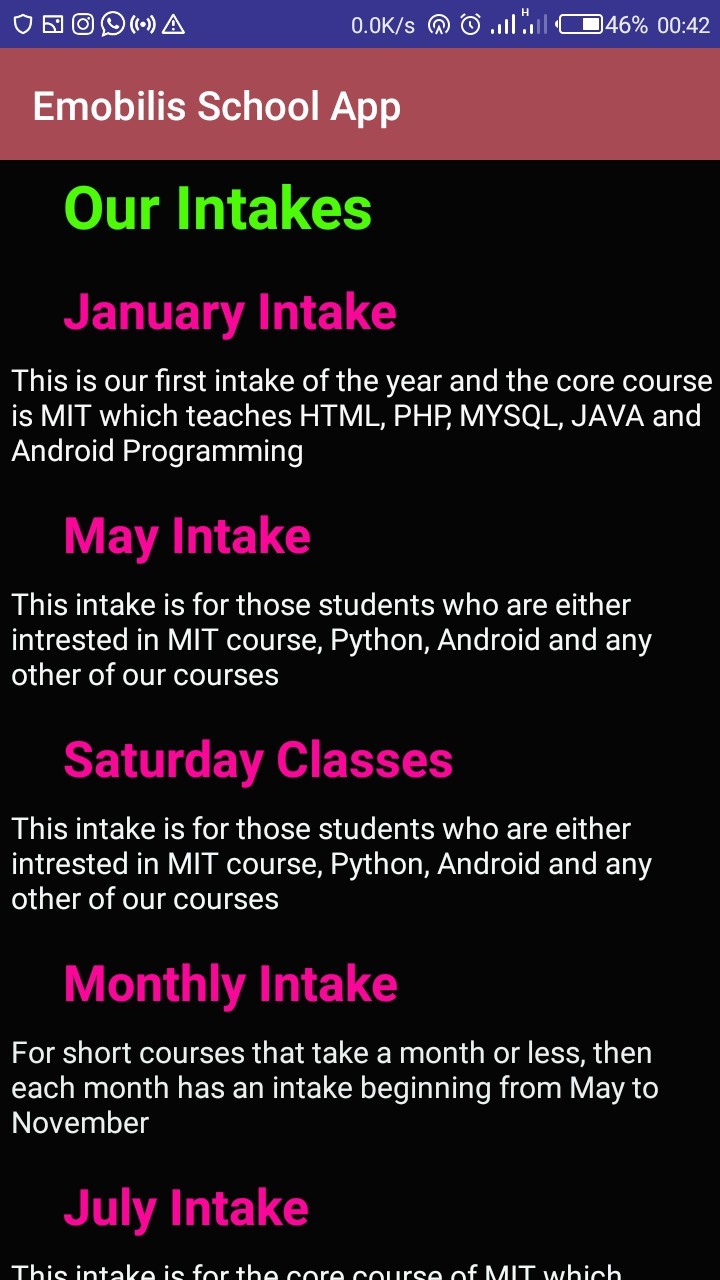 0.0K/s H 46% 00:42
Emobilis School App
Our Intakes
January Intake
This is our first intake of the year and the core course
is MIT which teaches HTML, PHP, MYSQL, JAVA and
Android Programming
May Intake
This intake is for those students who are either
intrested in MIT course, Python, Android and any
other of our courses
Saturday Classes
This intake is for those students who are either
intrested in MIT course, Python, Android and any
other of our courses
Monthly Intake
For short courses that take a month or less, then
each month has an intake beginning from May to
November
July Intake
This intake is for the core course of MIT which